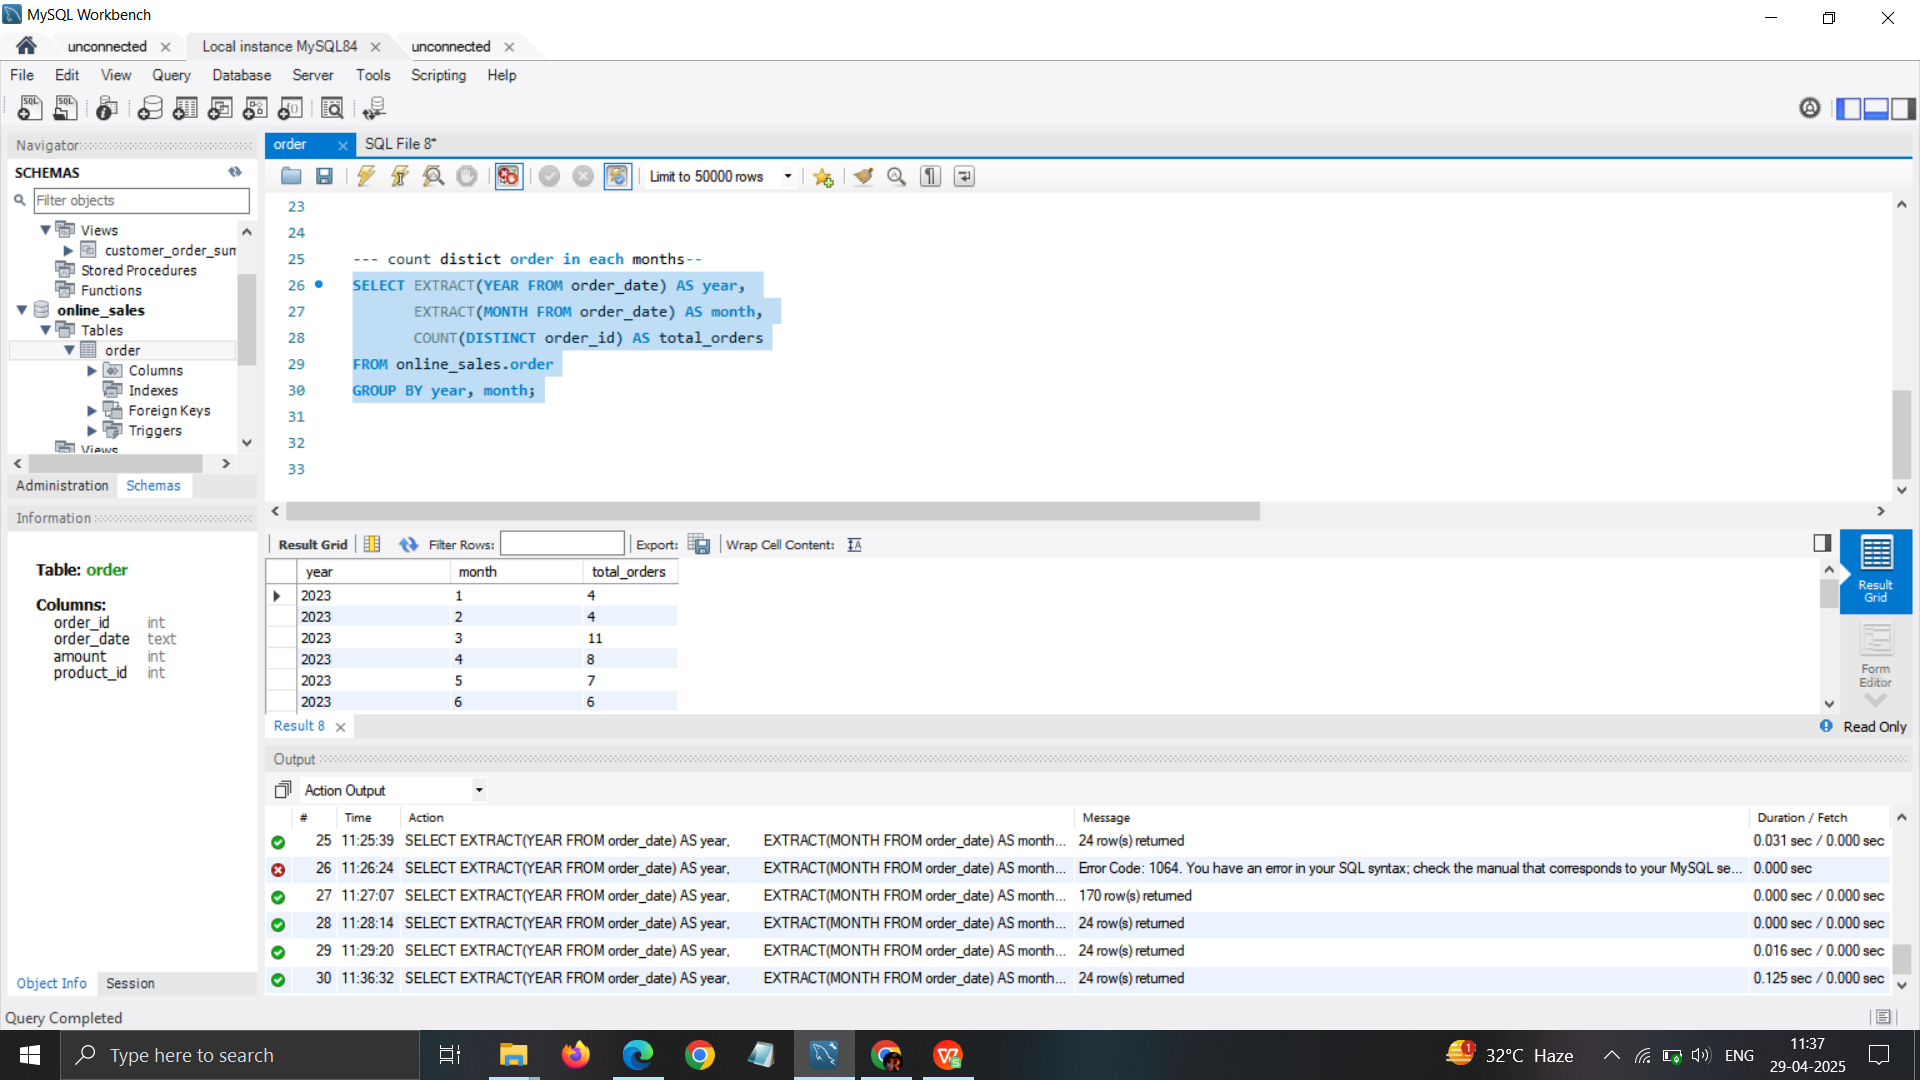 MySQL Workbench
unconnected
Local instance MySQL84
unconnected
File Edit View Query Database Server Tools Scripting Help
Navigator
SCHEMAS
Filter objects
Views
customer_order_sum
Stored Procedures
Functions
online_sales
Tables
order
Columns
Indexes
Foreign Keys
Triggers
Views
Administration Schemas
Information
Table: order
Columns:
order_id int
order_date text
amount int
product_id int
Object Info Session
order
SQL File 8*
Limit to 50000 rows
23
24
25 --- count distict order in each months--
26 SELECT EXTRACT(YEAR FROM order_date) AS year,
27 EXTRACT(MONTH FROM order_date) AS month,
28 COUNT(DISTINCT order_id) AS total_orders
29 FROM online_sales.order
30 GROUP BY year, month;
31
32
33
Result Grid Filter Rows: Export: Wrap Cell Content:
year month total_orders
2023 1 4
2023 2 4
2023 3 11
2023 4 8
2023 5 7
2023 6 6
Result Grid
Form Editor
Result 8
Read Only
Output
Action Output
# Time Action Message Duration / Fetch
25 11:25:39 SELECT EXTRACT(YEAR FROM order_date) AS year, EXTRACT(MONTH FROM order_date) AS month... 24 row(s) returned 0.031 sec / 0.000 sec
26 11:26:24 SELECT EXTRACT(YEAR FROM order_date) AS year, EXTRACT(MONTH FROM order_date) AS month... Error Code: 1064. You have an error in your SQL syntax; check the manual that corresponds to your MySQL se... 0.000 sec
27 11:27:07 SELECT EXTRACT(YEAR FROM order_date) AS year, EXTRACT(MONTH FROM order_date) AS month... 170 row(s) returned 0.000 sec / 0.000 sec
28 11:28:14 SELECT EXTRACT(YEAR FROM order_date) AS year, EXTRACT(MONTH FROM order_date) AS month... 24 row(s) returned 0.000 sec / 0.000 sec
29 11:29:20 SELECT EXTRACT(YEAR FROM order_date) AS year, EXTRACT(MONTH FROM order_date) AS month... 24 row(s) returned 0.016 sec / 0.000 sec
30 11:36:32 SELECT EXTRACT(YEAR FROM order_date) AS year, EXTRACT(MONTH FROM order_date) AS month... 24 row(s) returned 0.125 sec / 0.000 sec
Query Completed
Type here to search
1
32°C Haze
ENG
11:37
29-04-2025